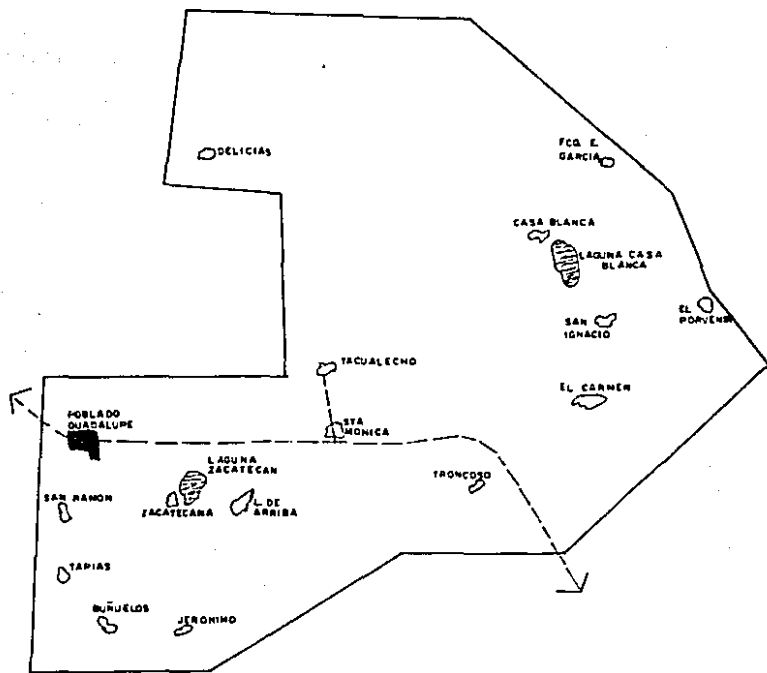 DELICIAS
FCO. E.
GARCIA
CASA BLANCA
LAGUNA CASA
BLANCA
EL
PORVENIR
SAN
IGNACIO
TACUALECHO
EL CARMEN
POBLADO
GUADALUPE
STA
MONICA
LAGUNA
ZACATECAN
TRONCOSO
SAN RAMON
ZACATECANA
L. DE
ARRIBA
TAPIAS
BUÑUELOS
JERONIMO